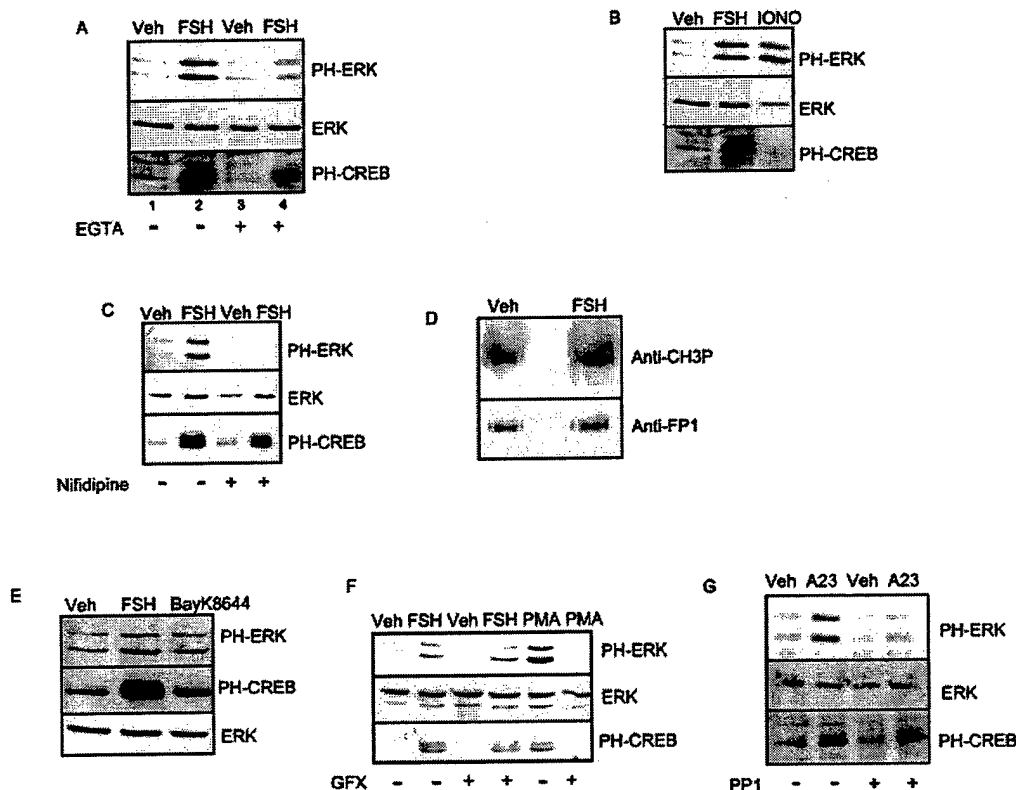 A
Veh FSH Veh FSH
PH-ERK
ERK
PH-CREB
1 2 3 4
EGTA - - + +
B
Veh FSH IONO
PH-ERK
ERK
PH-CREB
C
Veh FSH Veh FSH
PH-ERK
ERK
PH-CREB
Nifidipine - - + +
D
Veh FSH
Anti-CH3P
Anti-FP1
E
Veh FSH BayK8644
PH-ERK
PH-CREB
ERK
F
Veh FSH Veh FSH PMA PMA
PH-ERK
ERK
PH-CREB
GFX - - + + - +
G
Veh A23 Veh A23
PH-ERK
ERK
PH-CREB
PP1 - - + +